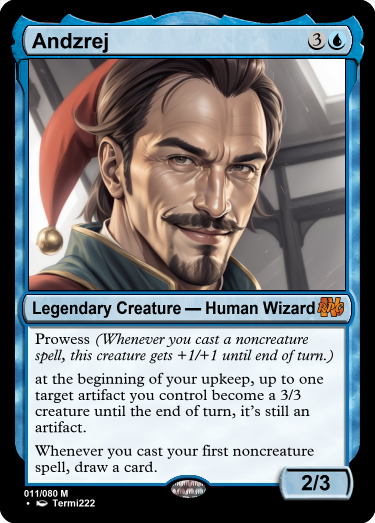 Andzrej 3
Legendary Creature — Human Wizard
Prowess (Whenever you cast a noncreature
spell, this creature gets +1/+1 until end of turn.)
at the beginning of your upkeep, up to one
target artifact you control become a 3/3
creature until the end of turn, it's still an
artifact.
Whenever you cast your first noncreature
spell, draw a card.
2/3
011/080 M
• Termi222